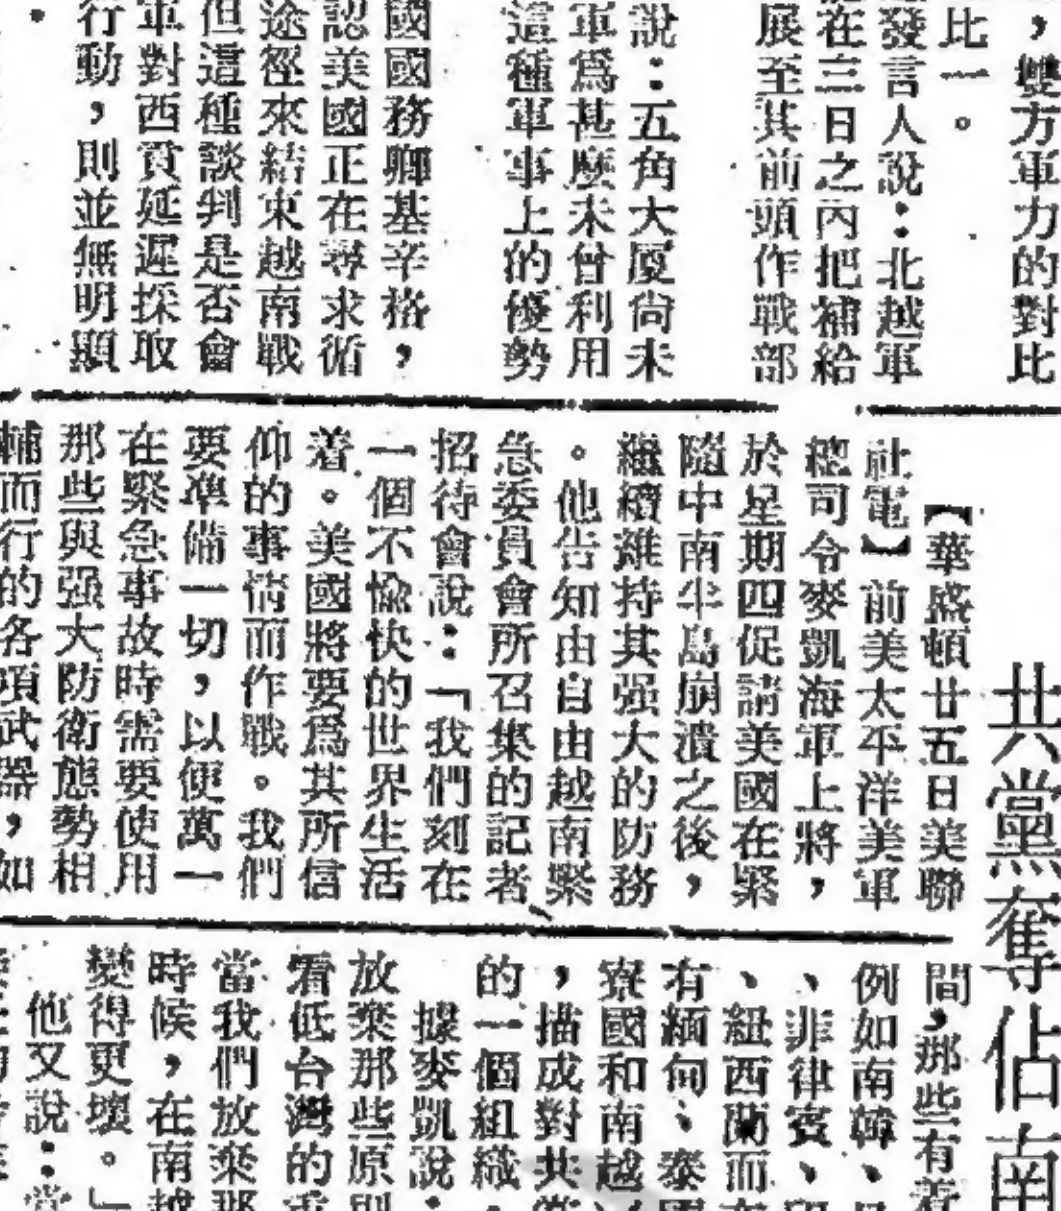 ，雙方軍力的對比
比一。
發言人說：北越軍
在三日之內把補給
展至其前頭作戰部
說：五角大廈尙未
軍爲甚麼未曾利用
這種軍事上的優勢
國國務卿基辛格，
認美國正在尋求循
途徑來結束越南戰
但這種談判是否會
軍對西貢延遲採取
行動，則並無明顯
共黨奪佔南
【華盛頓廿五日美聯
社電】前美太平洋美軍
總司令麥凱海軍上將，
於星期四促請美國在緊
隨中南半島崩潰之後，
繼續維持其强大的防務
。他告知由自由越南緊
急委員會所召集的記者
招待會說：「我們刻在
一個不愉快的世界生活
着。美國將要爲其所信
仰的事情而作戰。我們
要準備一切，以便萬一
在緊急事故時需要使用
那些與强大防衞態勢相
輔而行的各項武器，如
間，那些有着
例如南韓、
、菲律賓、
、紐西蘭而
有緬甸、泰
寮國和南越
，描成對共
的一個組織
據麥凱說：
放棄那些原則
看低台灣的
當我們放棄那
時候，在南越
變得更壞。」
他又說：當